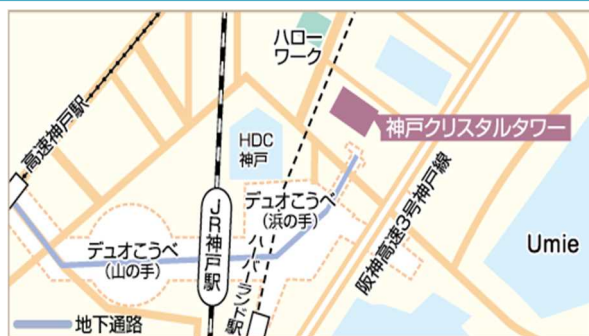 ハロー
ワーク
高速神戸駅
神戸クリスタルタワー
HDC
神戸
デュオこうべ
(浜の手)
JR神戸駅
デュオこうべ
(山の手)
ハーバーランド駅
阪神高速3号神戸線
Umie
地下通路